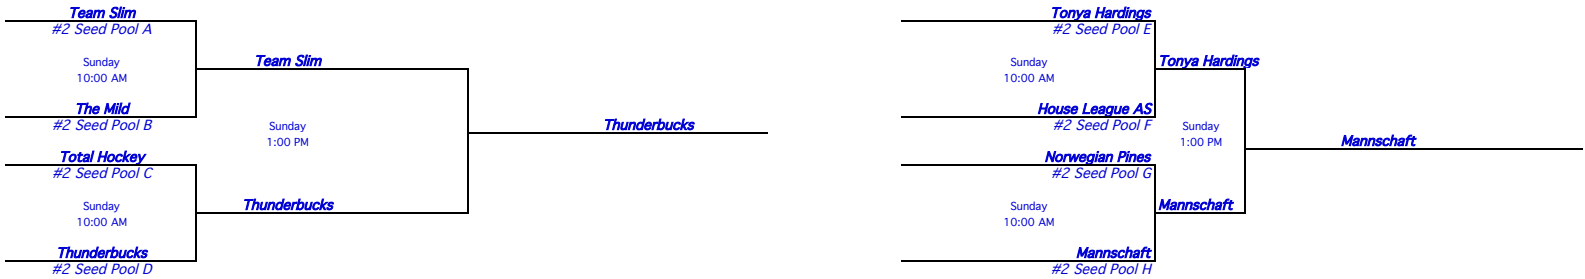 Team Slim
#2 Seed Pool A
Sunday
10:00 AM
Team Slim
The Mild
#2 Seed Pool B
Sunday
1:00 PM
Thunderbucks
Total Hockey
#2 Seed Pool C
Sunday
10:00 AM
Thunderbucks
Thunderbucks
#2 Seed Pool D
Tonya Hardings
#2 Seed Pool E
Sunday
10:00 AM
Tonya Hardings
House League AS
#2 Seed Pool F
Sunday
1:00 PM
Mannschaft
Norwegian Pines
#2 Seed Pool G
Sunday
10:00 AM
Mannschaft
Mannschaft
#2 Seed Pool H